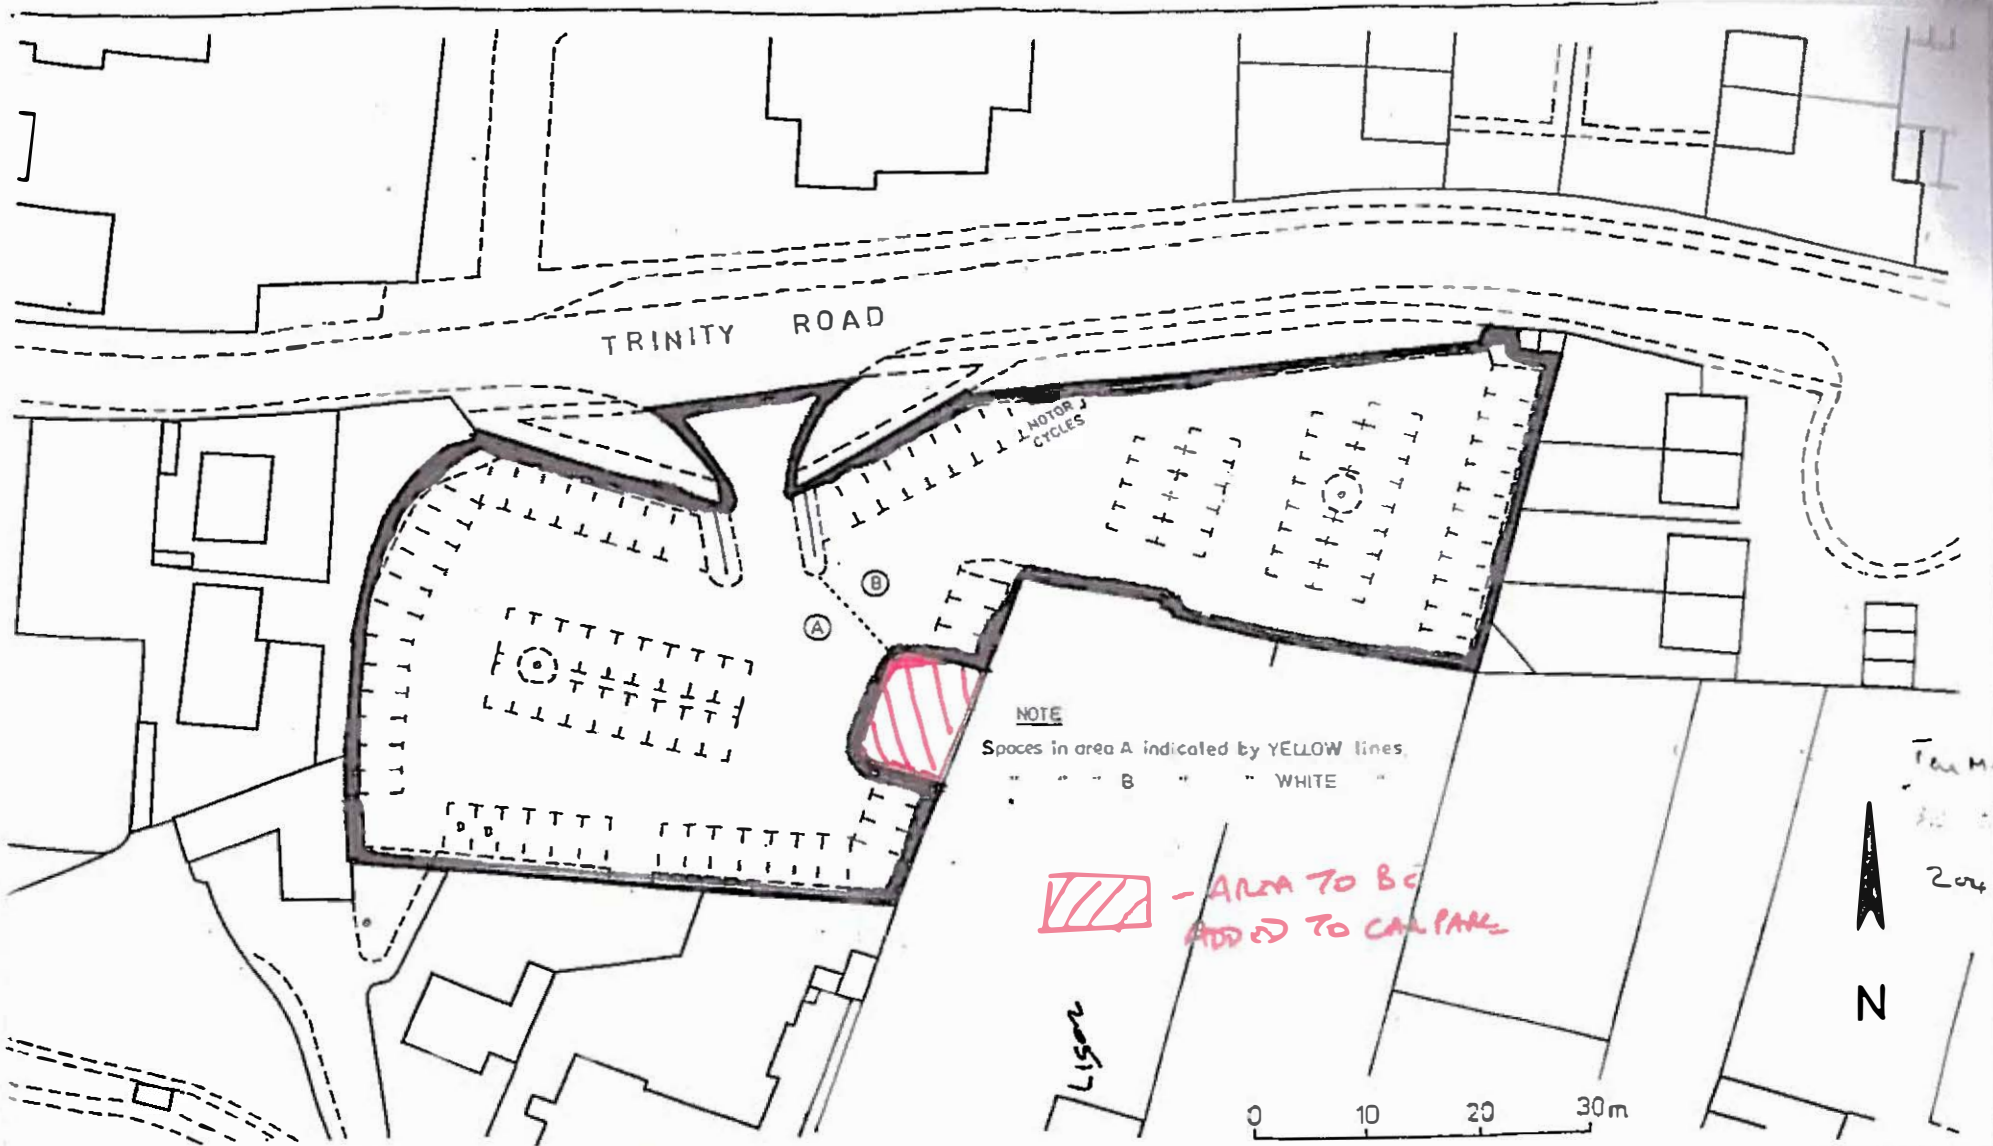 TRINITY ROAD
MOTOR
CYCLES
B
A
NOTE
Spaces in area A indicated by YELLOW lines,
" " " B " " WHITE "
D D
- AREA TO BE
ADDED TO CAR PARK
N
0 10 20 30m